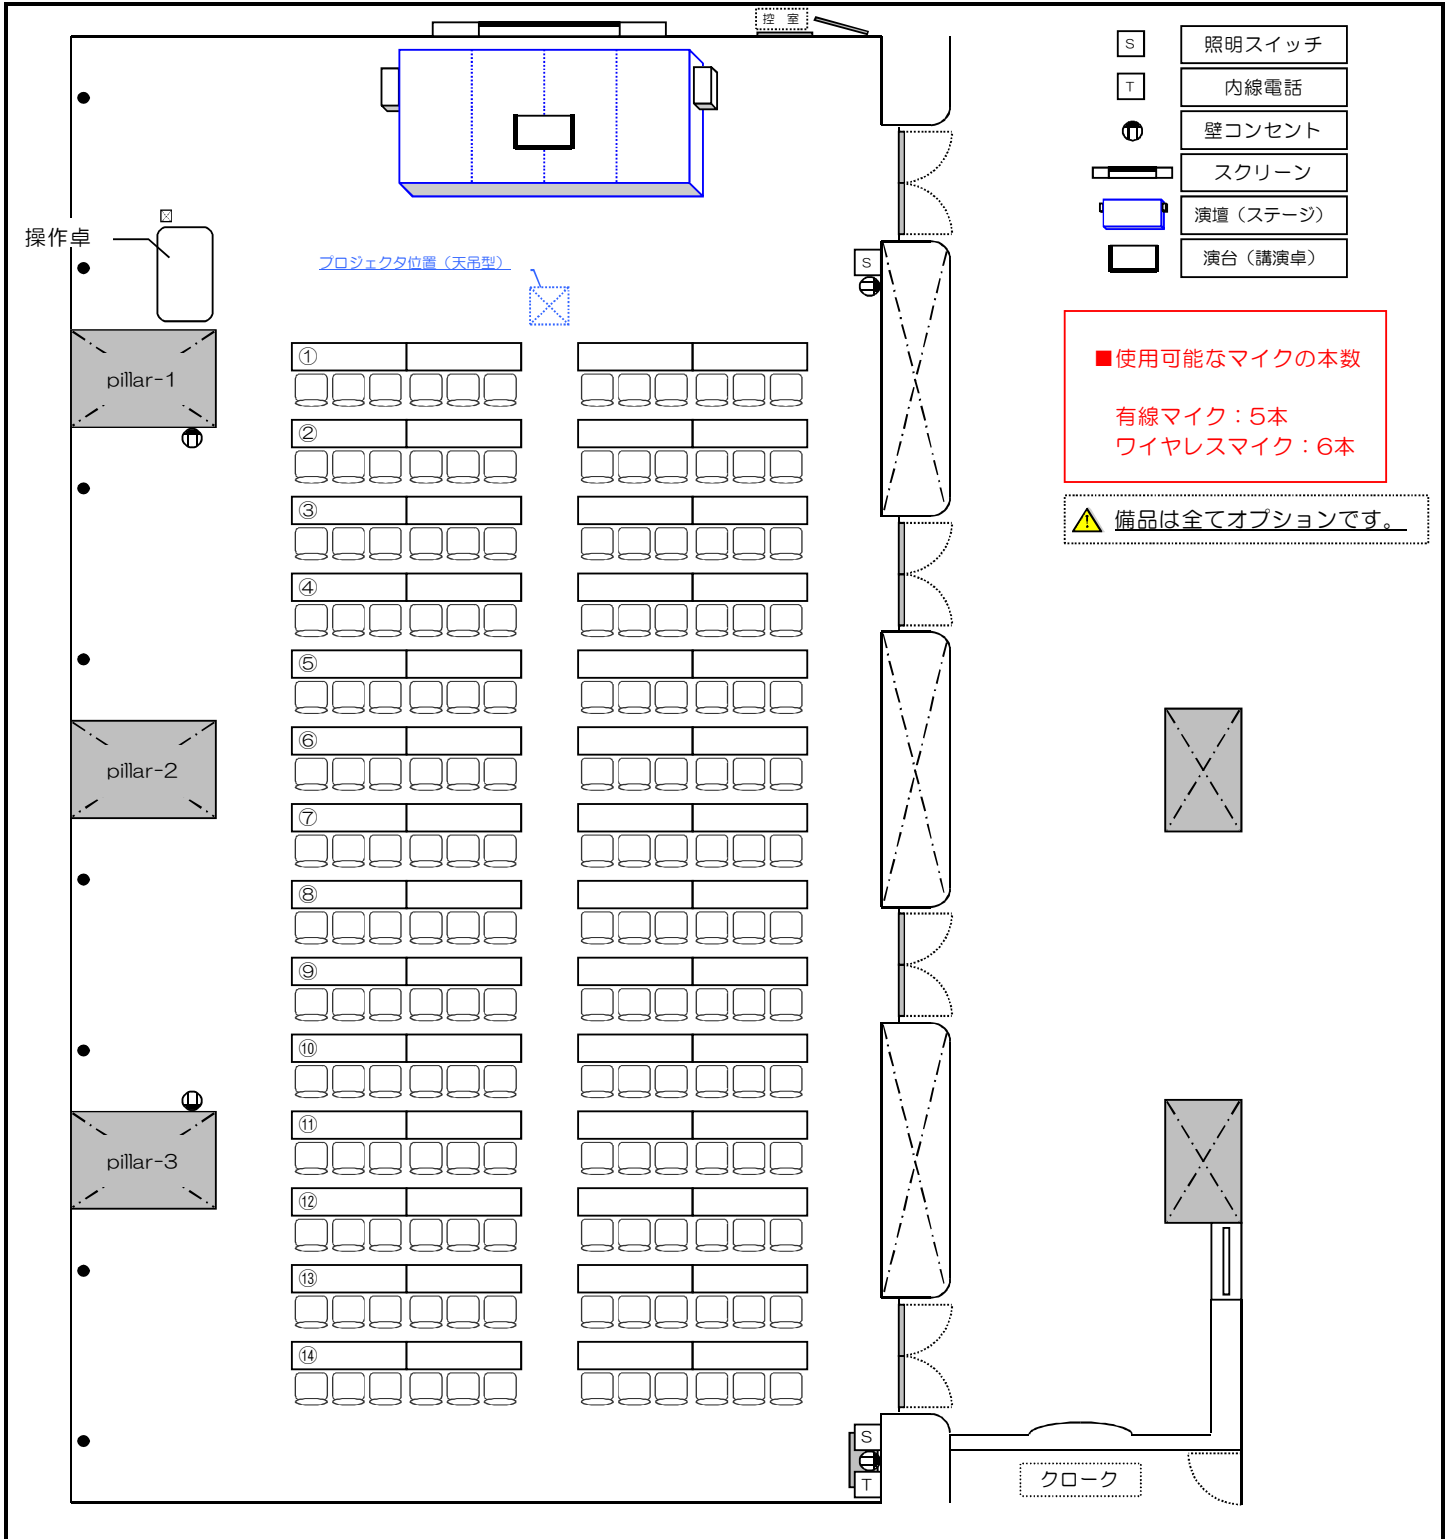 控　室
S
照明スイッチ
T
内線電話
壁コンセント
スクリーン
演壇（ステージ）
演台（講演卓）
操作卓
プロジェクタ位置（天吊型）
S
■使用可能なマイクの本数
有線マイク：5本
ワイヤレスマイク：6本
備品は全てオプションです。
pillar-1
pillar-2
pillar-3
①
②
③
④
⑤
⑥
⑦
⑧
⑨
⑩
⑪
⑫
⑬
⑭
S
T
クローク